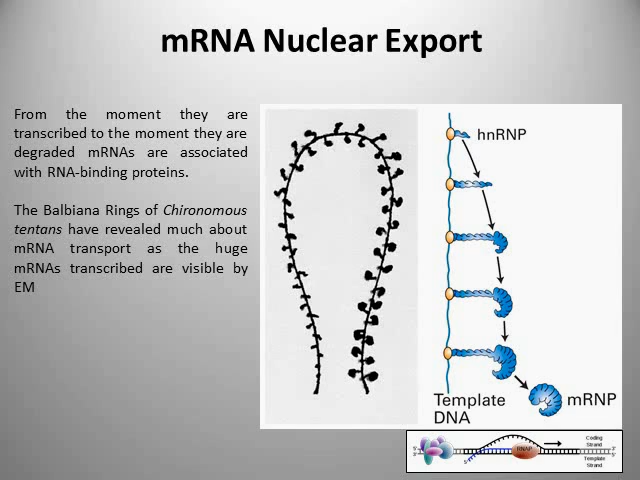 mRNA Nuclear Export
From the moment they are
transcribed to the moment they are
degraded mRNAs are associated
with RNA-binding proteins.
The Balbiana Rings of Chironomous
tentans have revealed much about
mRNA transport as the huge
mRNAs transcribed are visible by
EM
hnRNP
Template
DNA
mRNP
Coding
Strand
RNAP
Template
Strand